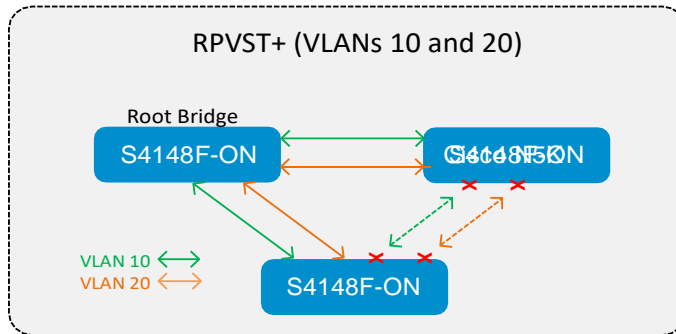 RPVST+ (VLANs 10 and 20)
Root Bridge
S4148F-ON
S4148F-ON
VLAN 10
VLAN 20